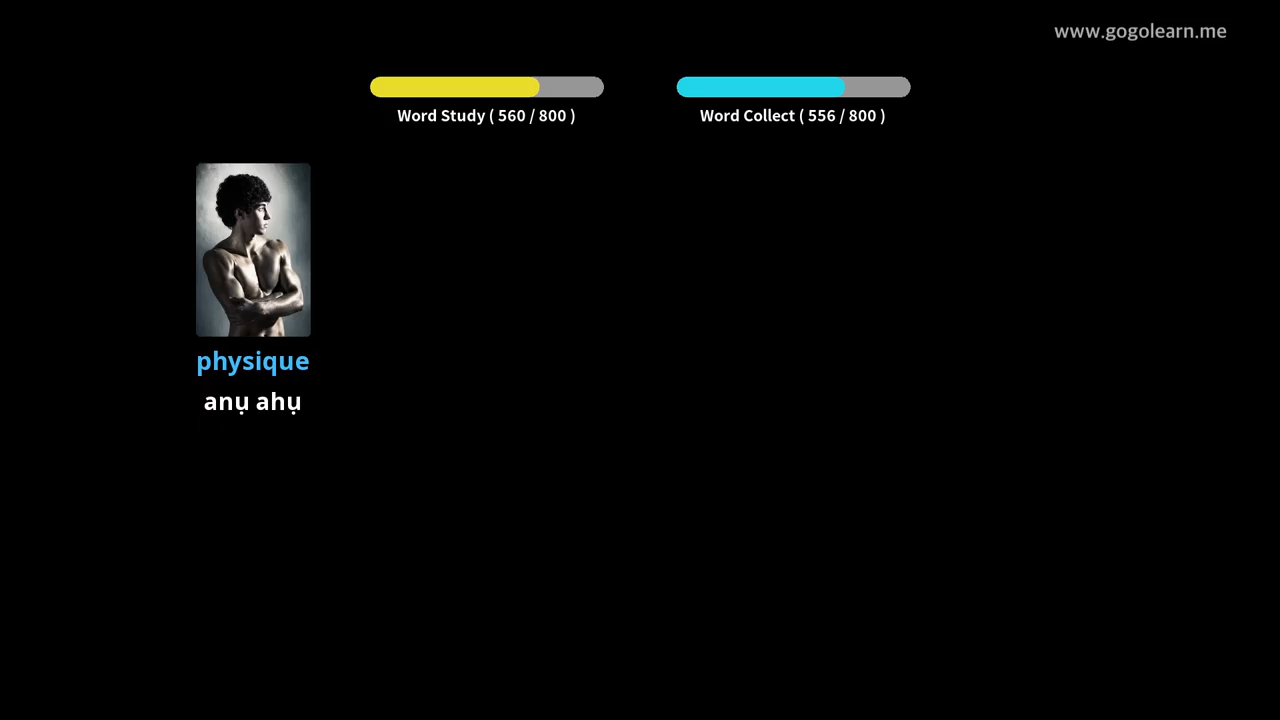 www.gogolearn.me
Word Study ( 560 / 800 )
Word Collect ( 556 / 800 )
physique
anụ ahụ